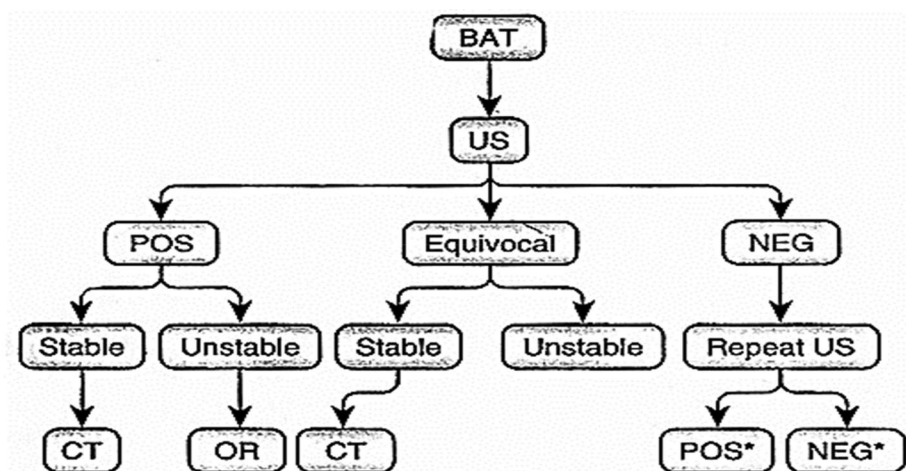 BAT
US
POS
Equivocal
NEG
Stable
Unstable
Stable
Unstable
Repeat US
CT
OR
CT
POS*
NEG*